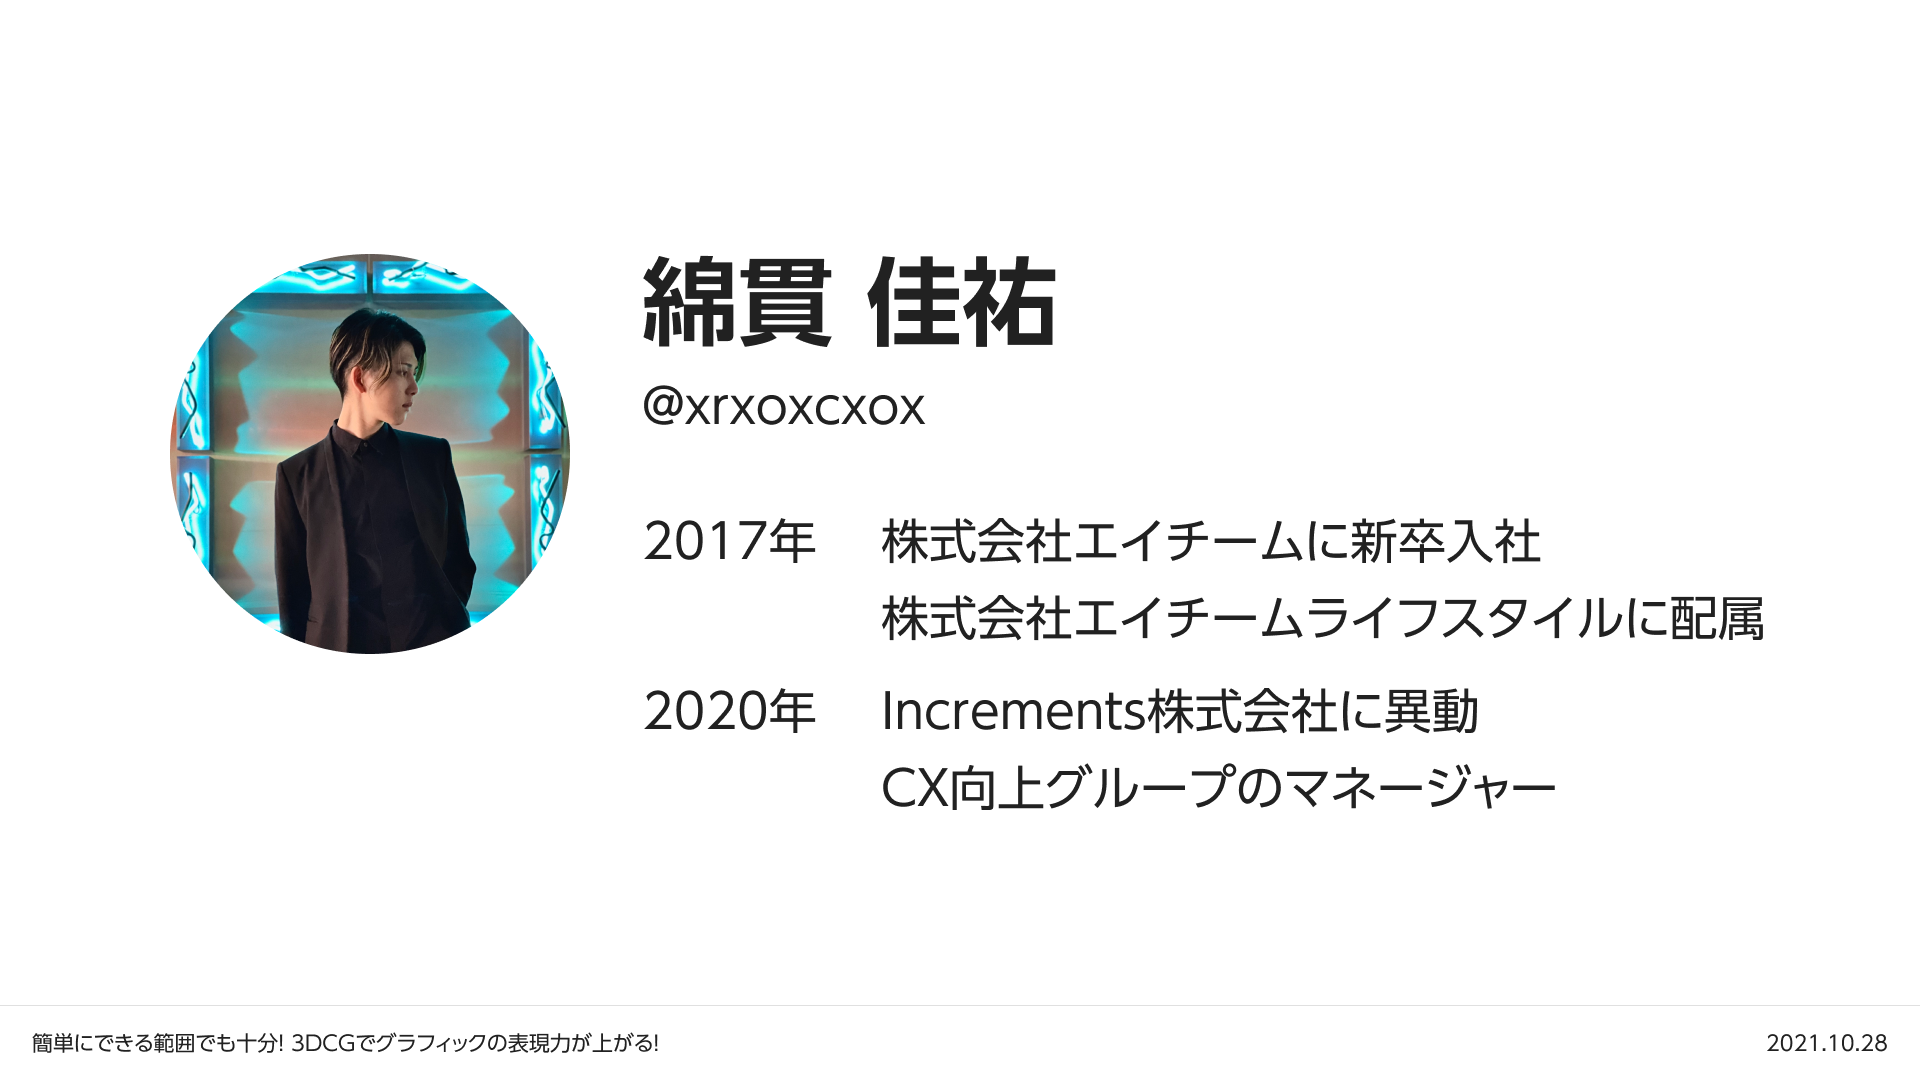 綿貫 佳祐
@xrxoxcxox
2017年 株式会社エイチームに新卒入社
株式会社エイチームライフスタイルに配属
2020年 Increments株式会社に異動
CX向上グループのマネージャー
簡単にできる範囲でも十分! 3DCGでグラフィックの表現力が上がる!
2021.10.28